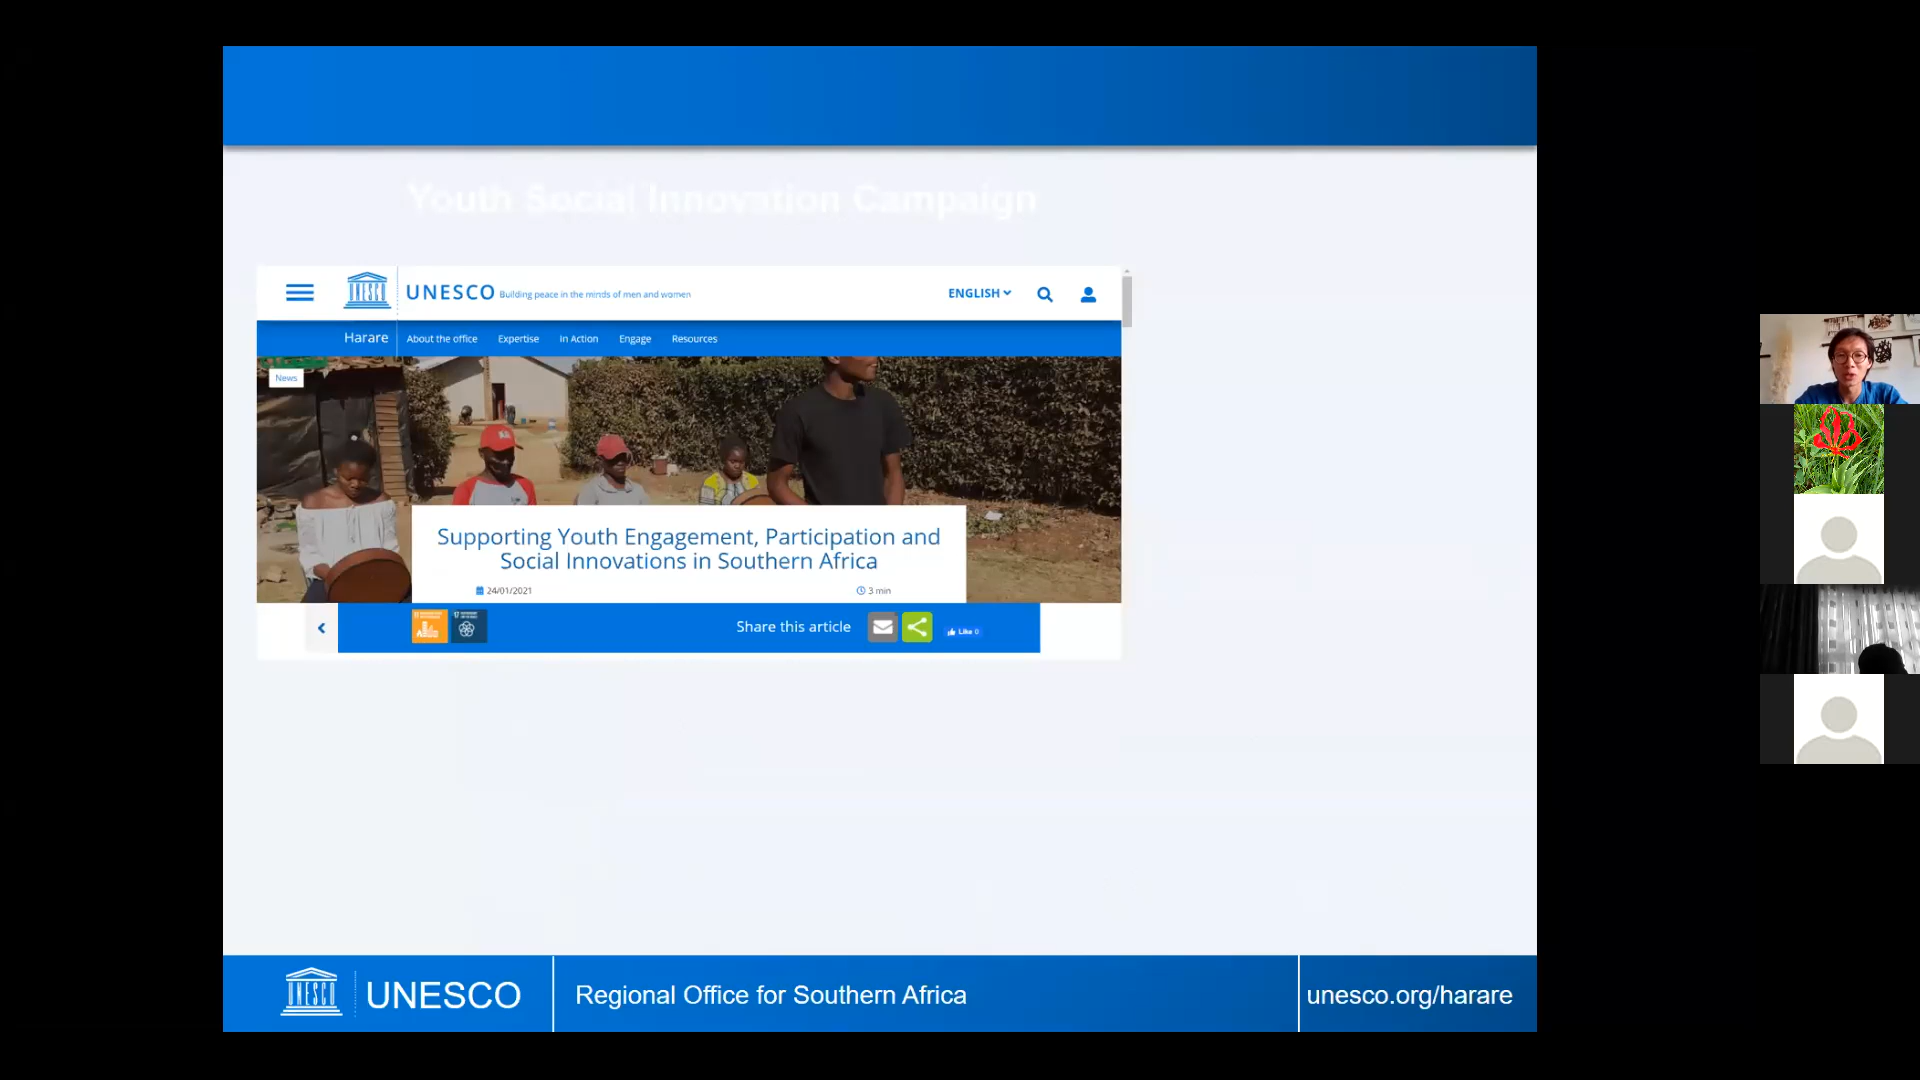 Youth Social Innovation Campaign
UNESCO Building peace in the minds of men and women
ENGLISH
Harare About the office Expertise In Action Engage Resources
News
Supporting Youth Engagement, Participation and
Social Innovations in Southern Africa
24/01/2021 3 min
Share this article Like 0
UNESCO Regional Office for Southern Africa unesco.org/harare